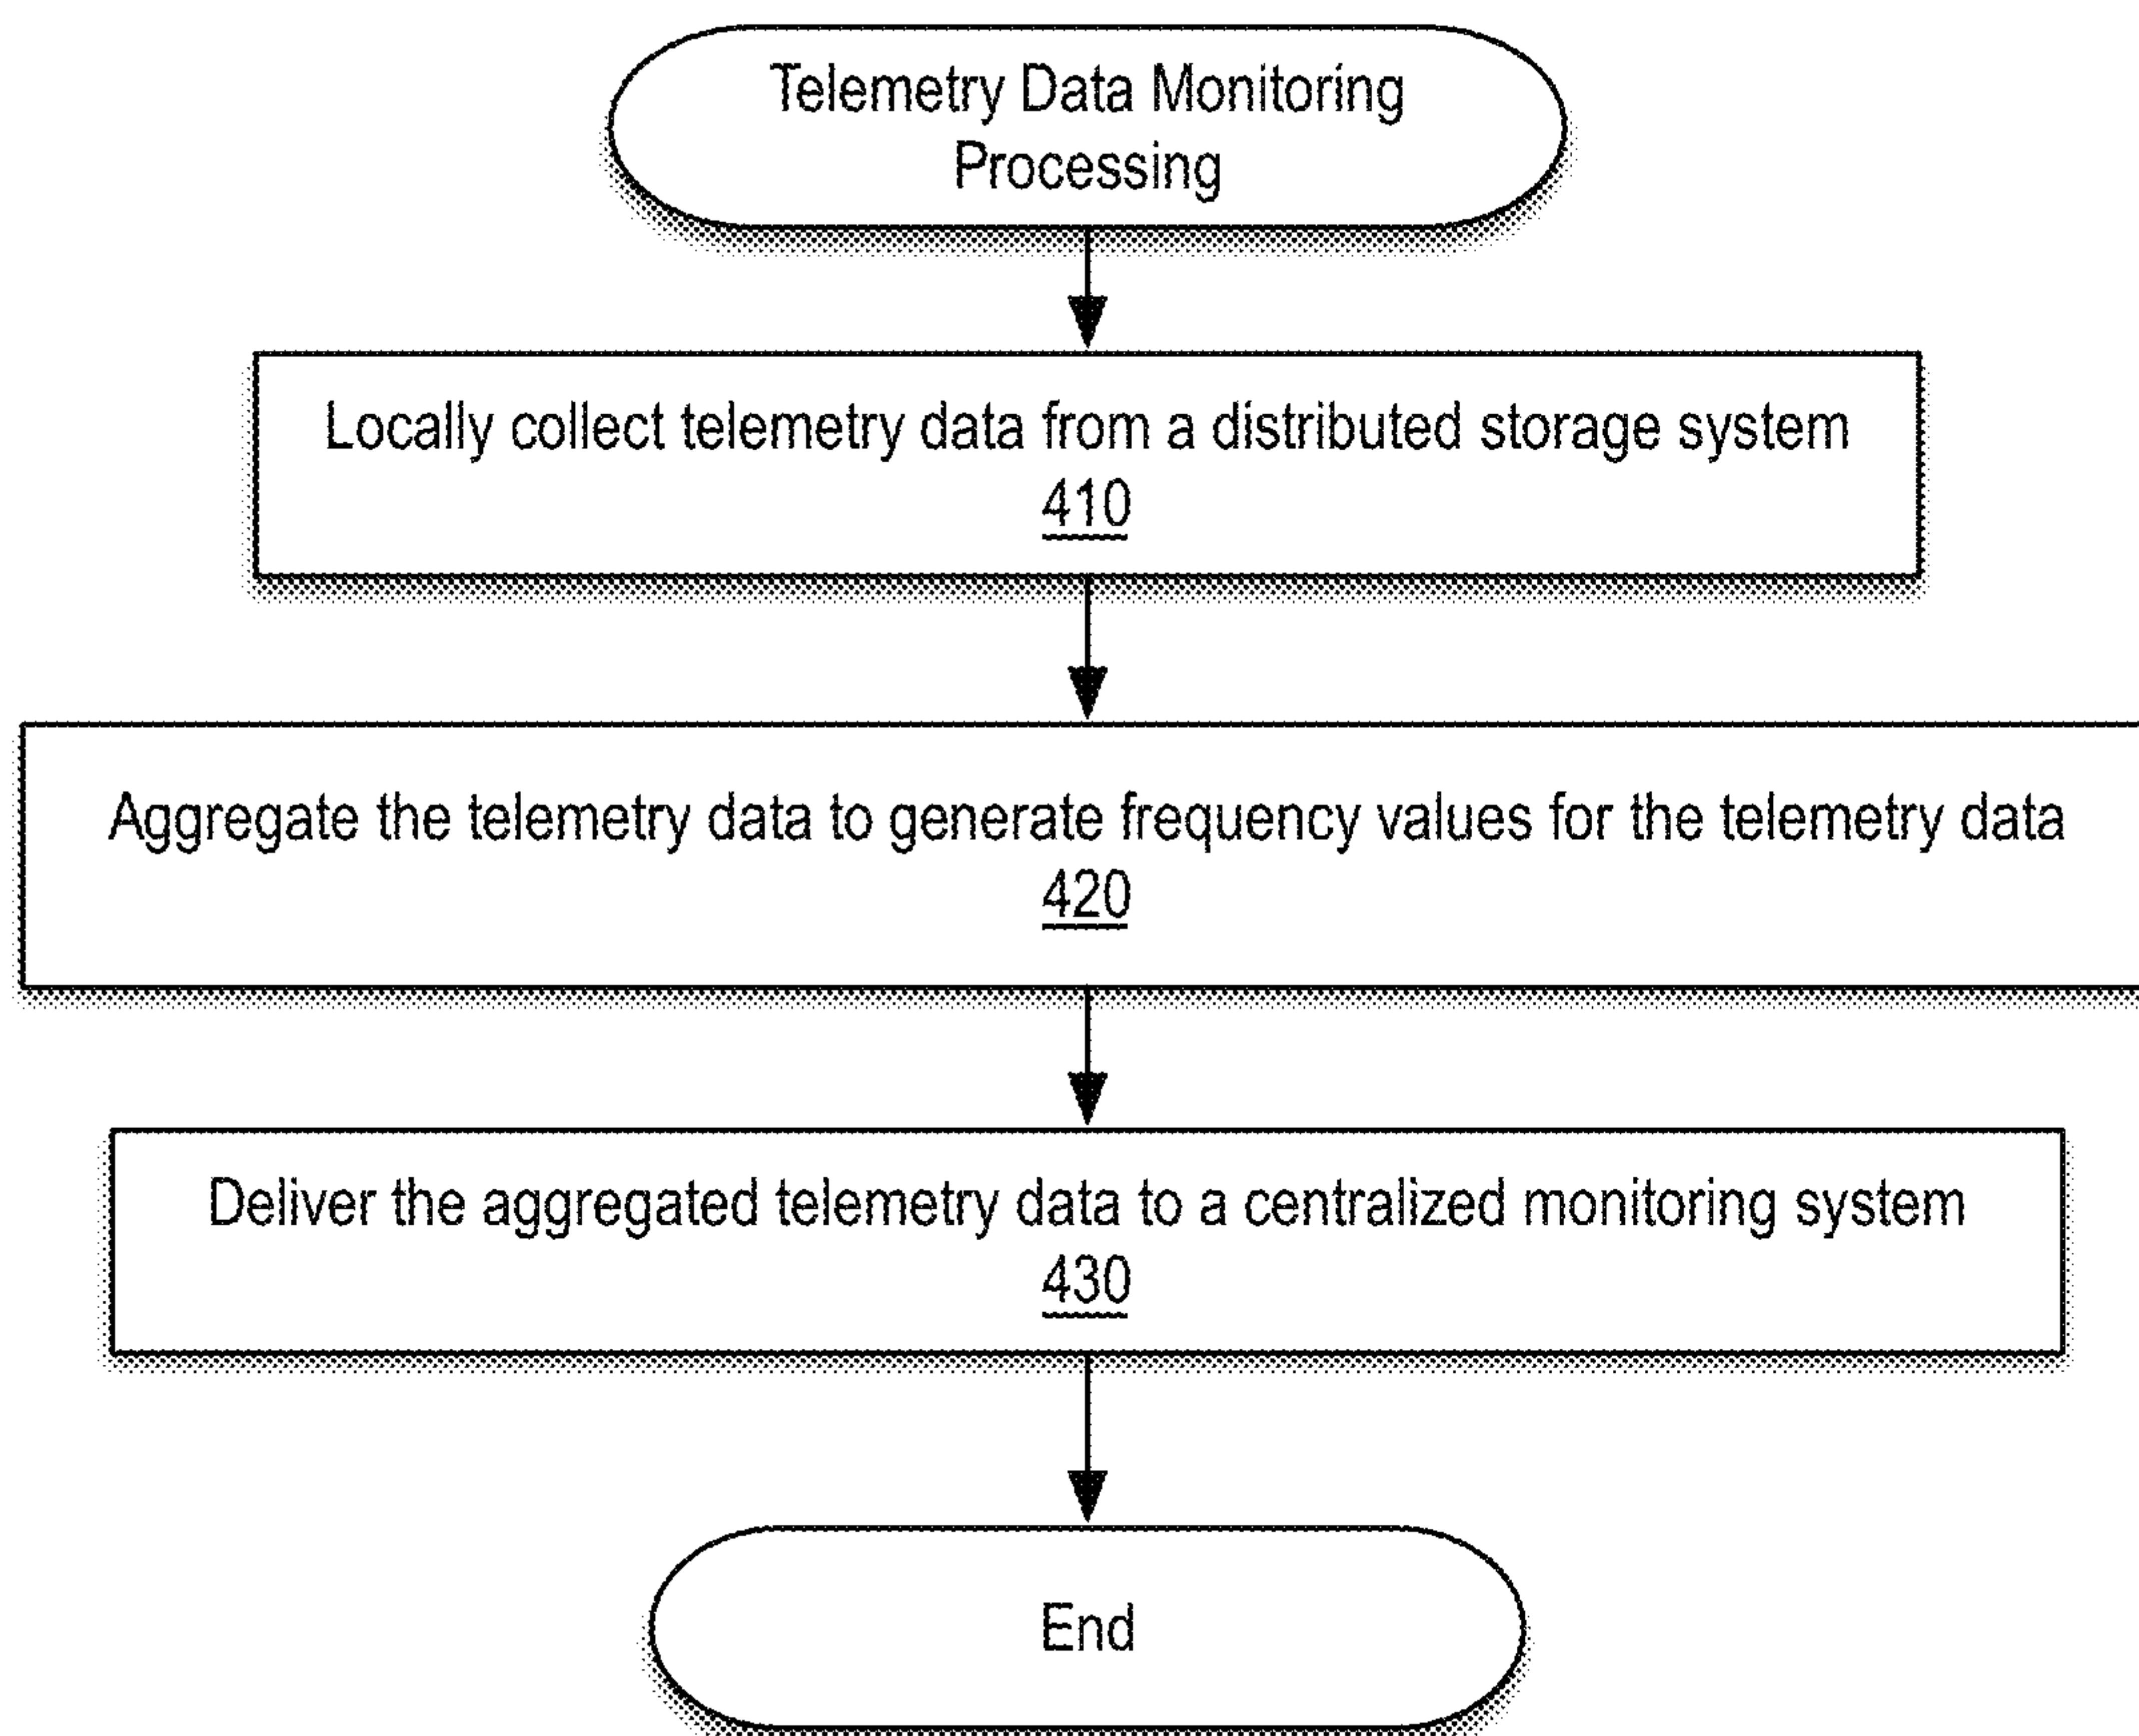 Telemetry Data Monitoring
Processing
Locally collect telemetry data from a distributed storage system
410
Aggregate the telemetry data to generate frequency values for the telemetry data
420
Deliver the aggregated telemetry data to a centralized monitoring system
430
End